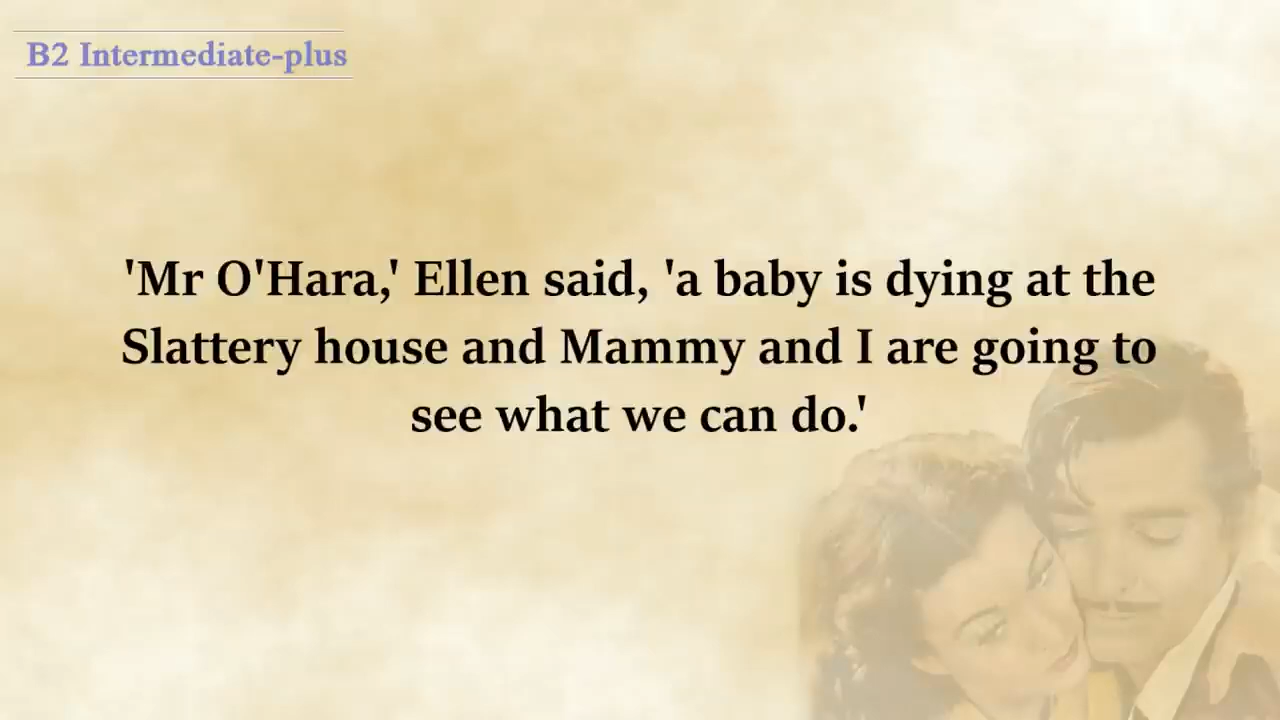 B2 Intermediate-plus
'Mr O'Hara,' Ellen said, 'a baby is dying at the
Slattery house and Mammy and I are going to
see what we can do.'